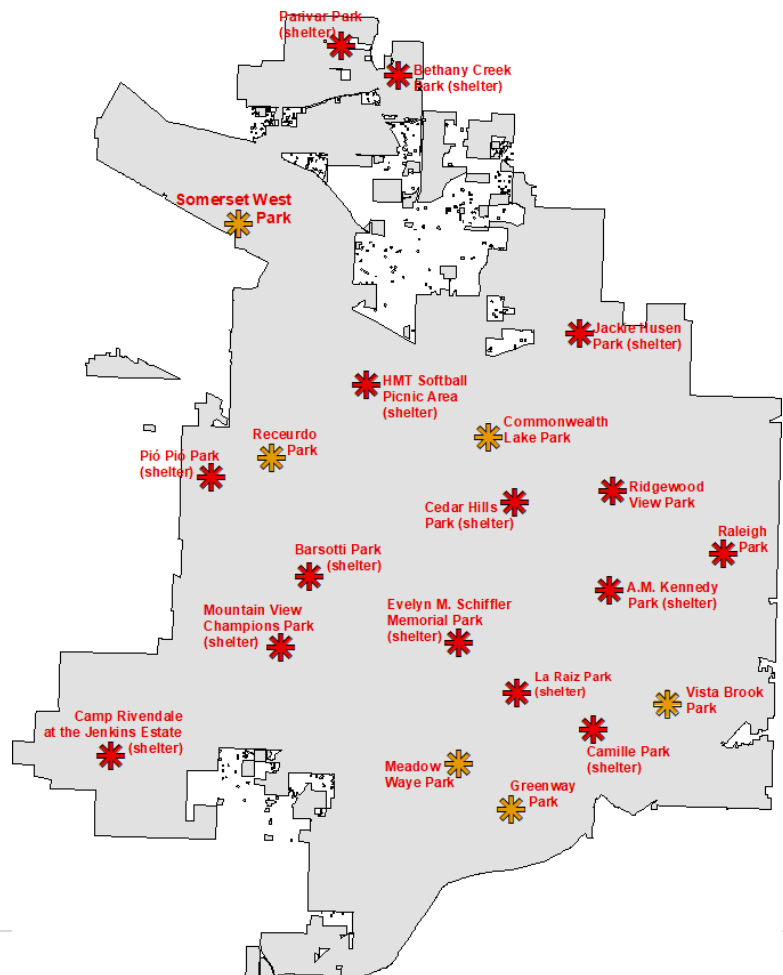 Parivar Park
(shelter)
Bethany Creek
Park (shelter)
Somerset West
Park
Jackie Husen
Park (shelter)
HMT Softball
Picnic Area
(shelter)
Commonwealth
Lake Park
Receurdo
Park
Pió Pió Park
(shelter)
Cedar Hills
Park (shelter)
Ridgewood
View Park
Raleigh
Park
Barsotti Park
(shelter)
A.M. Kennedy
Park (shelter)
Evelyn M. Schiffler
Memorial Park
(shelter)
Mountain View
Champions Park
(shelter)
La Raiz Park
(shelter)
Vista Brook
Park
Camp Rivendale
at the Jenkins Estate
(shelter)
Camille Park
(shelter)
Meadow
Waye Park
Greenway
Park